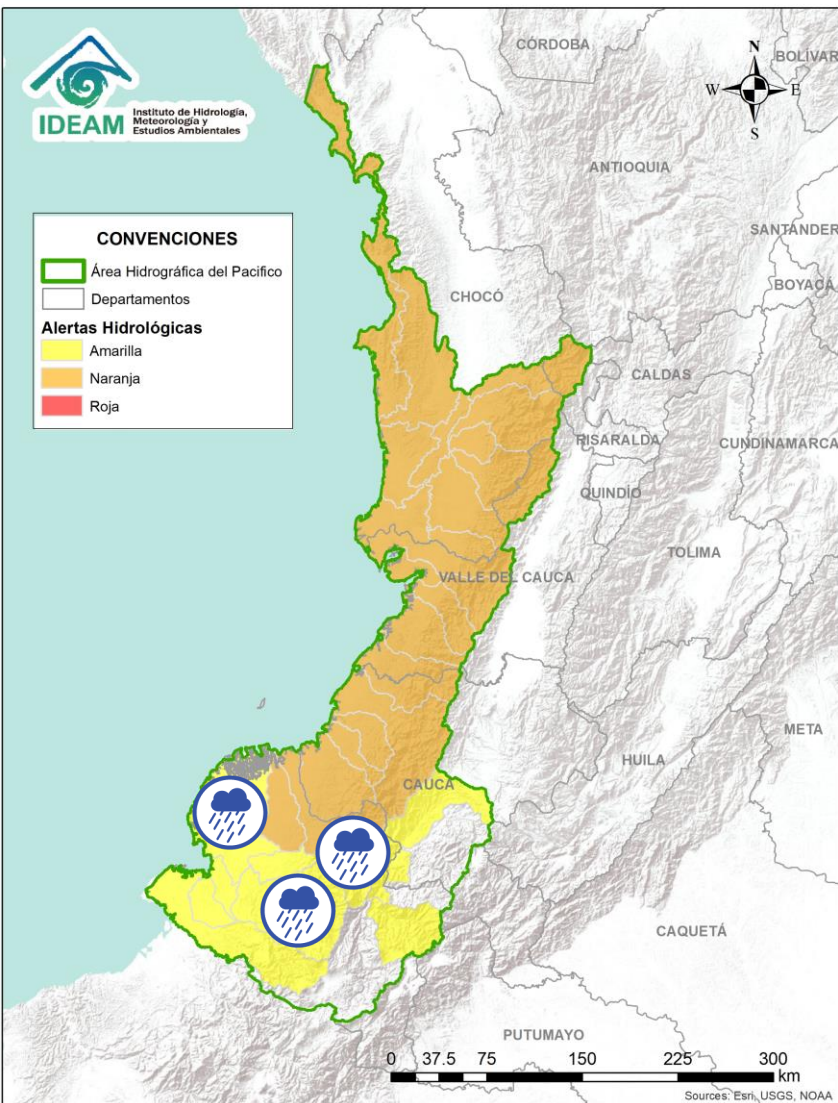 IDEAM
Instituto de Hidrología,
Meteorología y
Estudios Ambientales
CÓRDOBA
BOLÍVAR
N
W
E
S
ANTIOQUIA
SANTANDER
BOYACÁ
CONVENCIONES
Área Hidrográfica del Pacifico
Departamentos
Alertas Hidrológicas
Amarilla
Naranja
Roja
CHOCÓ
CALDAS
RISARALDA
CUNDINAMARCA
QUINDÍO
TOLIMA
VALLE DEL CAUCA
META
HUILA
CAUCA
CAQUETÁ
PUTUMAYO
0 37.5 75 150 225 300
km
Sources: Esri, USGS, NOAA